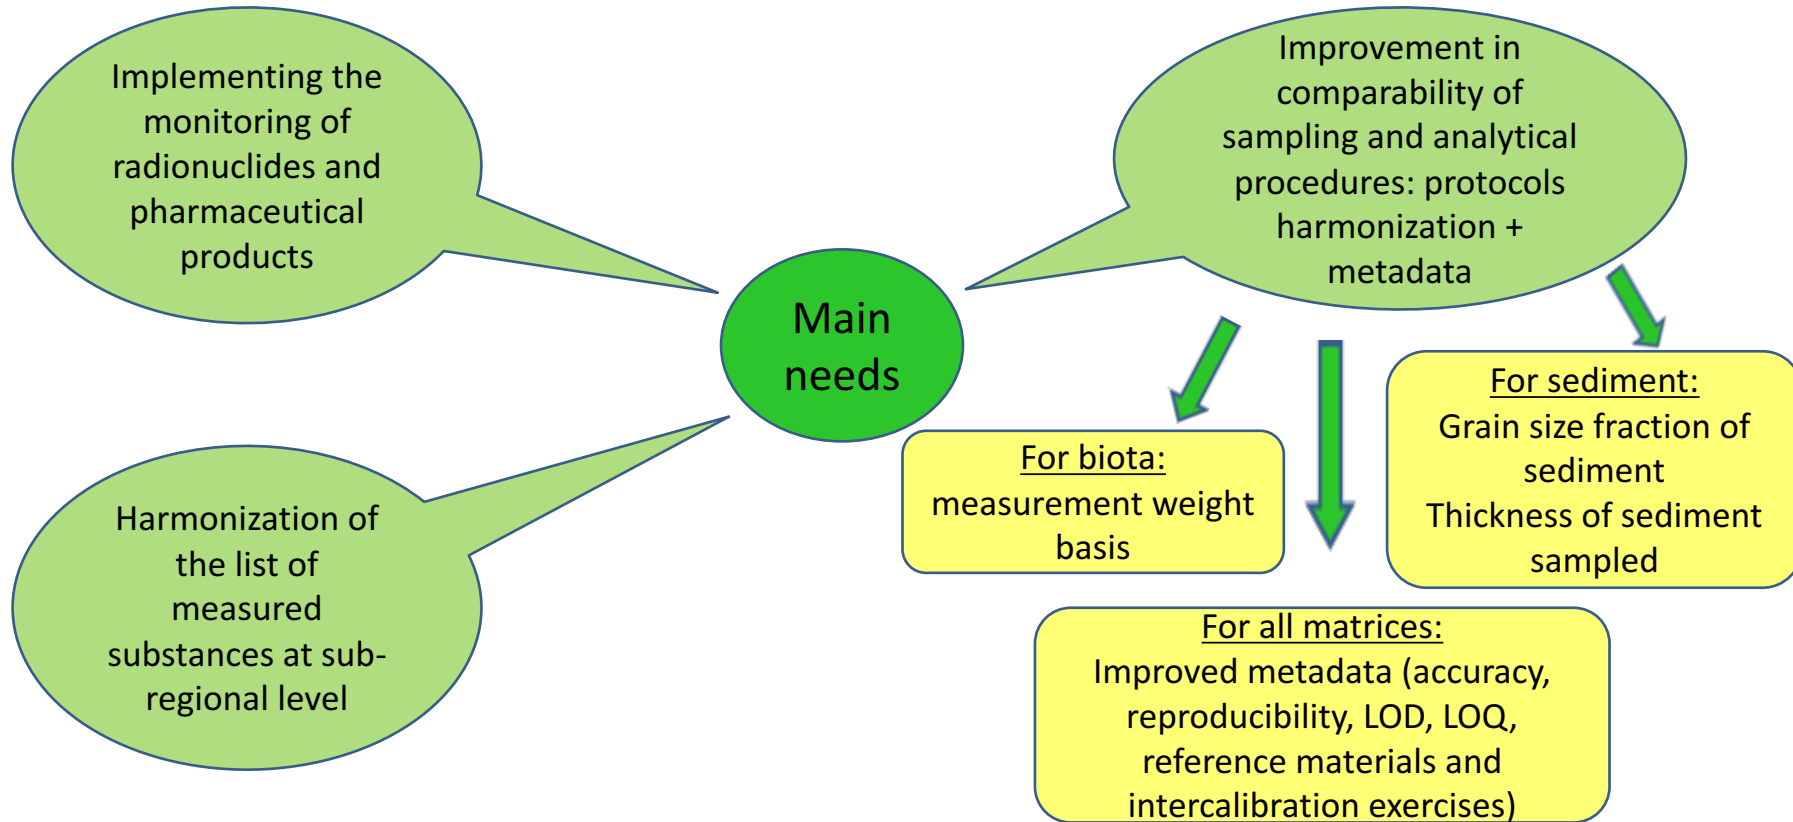 Implementing the
monitoring of
radionuclides and
pharmaceutical
products
Improvement in
comparability of
sampling and analytical
procedures: protocols
harmonization +
metadata
Main
needs
Harmonization of
the list of
measured
substances at sub-
regional level
For biota:
measurement weight
basis
For sediment:
Grain size fraction of
sediment
Thickness of sediment
sampled
For all matrices:
Improved metadata (accuracy,
reproducibility, LOD, LOQ,
reference materials and
intercalibration exercises)